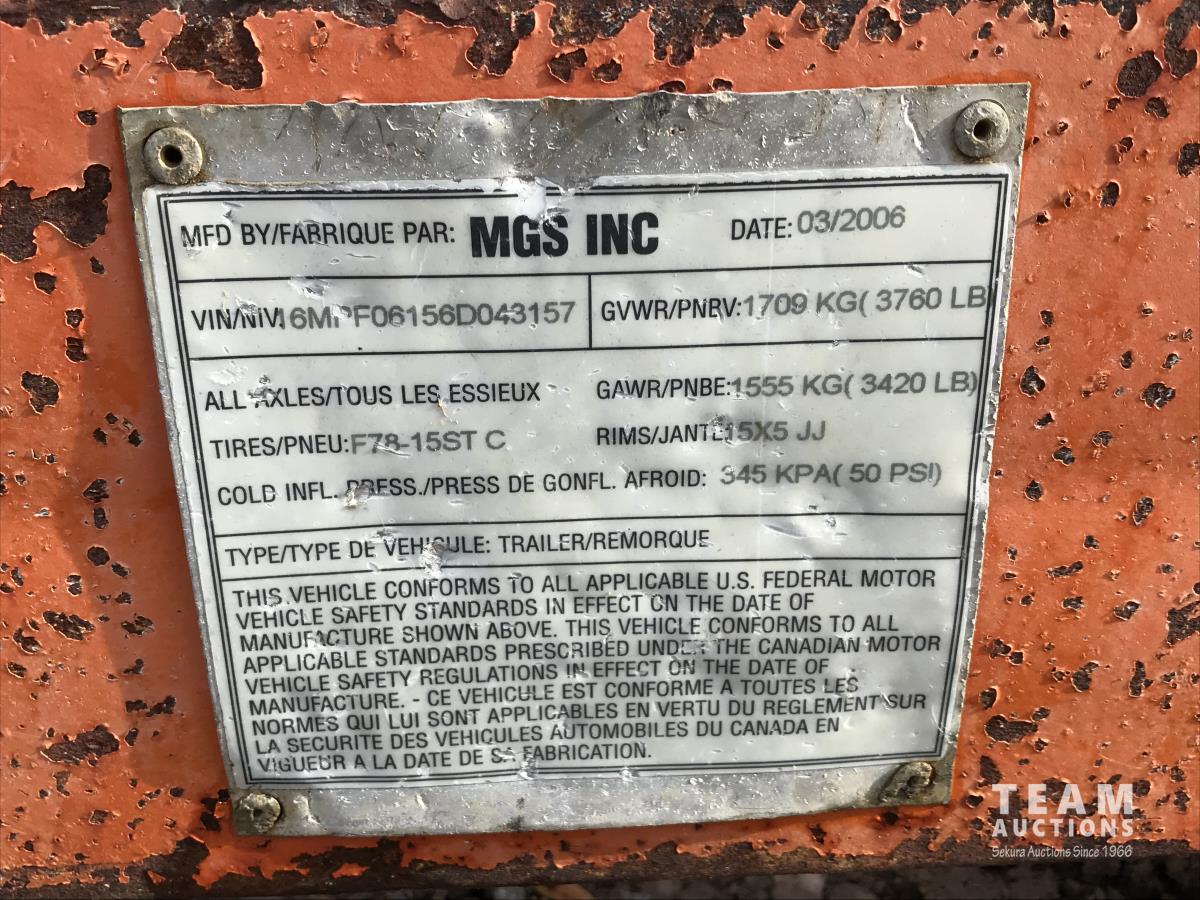 MFD BY/FABRIQUE PAR: MGS INC DATE: 03/2006
VIN/NIV: 16MPF06156D043157 GVWR/PNBV: 1709 KG( 3760 LB)
ALL AXLES/TOUS LES ESSIEUX GAWR/PNBE: 1555 KG( 3420 LB)
TIRES/PNEU: F78-15ST C RIMS/JANTE: 15X5 JJ
COLD INFL. PRESS./PRESS DE GONFL. AFROID: 345 KPA( 50 PSI)
TYPE/TYPE DE VEHICULE: TRAILER/REMORQUE
THIS VEHICLE CONFORMS TO ALL APPLICABLE U.S. FEDERAL MOTOR
VEHICLE SAFETY STANDARDS IN EFFECT ON THE DATE OF
MANUFACTURE SHOWN ABOVE. THIS VEHICLE CONFORMS TO ALL
APPLICABLE STANDARDS PRESCRIBED UNDER THE CANADIAN MOTOR
VEHICLE SAFETY REGULATIONS IN EFFECT ON THE DATE OF
MANUFACTURE. - CE VEHICULE EST CONFORME A TOUTES LES
NORMES QUI LUI SONT APPLICABLES EN VERTU DU REGLEMENT SUR
LA SECURITE DES VEHICULES AUTOMOBILES DU CANADA EN
VIGUEUR A LA DATE DE SA FABRICATION.
TEAM
AUCTIONS
Sekura Auctions Since 1966